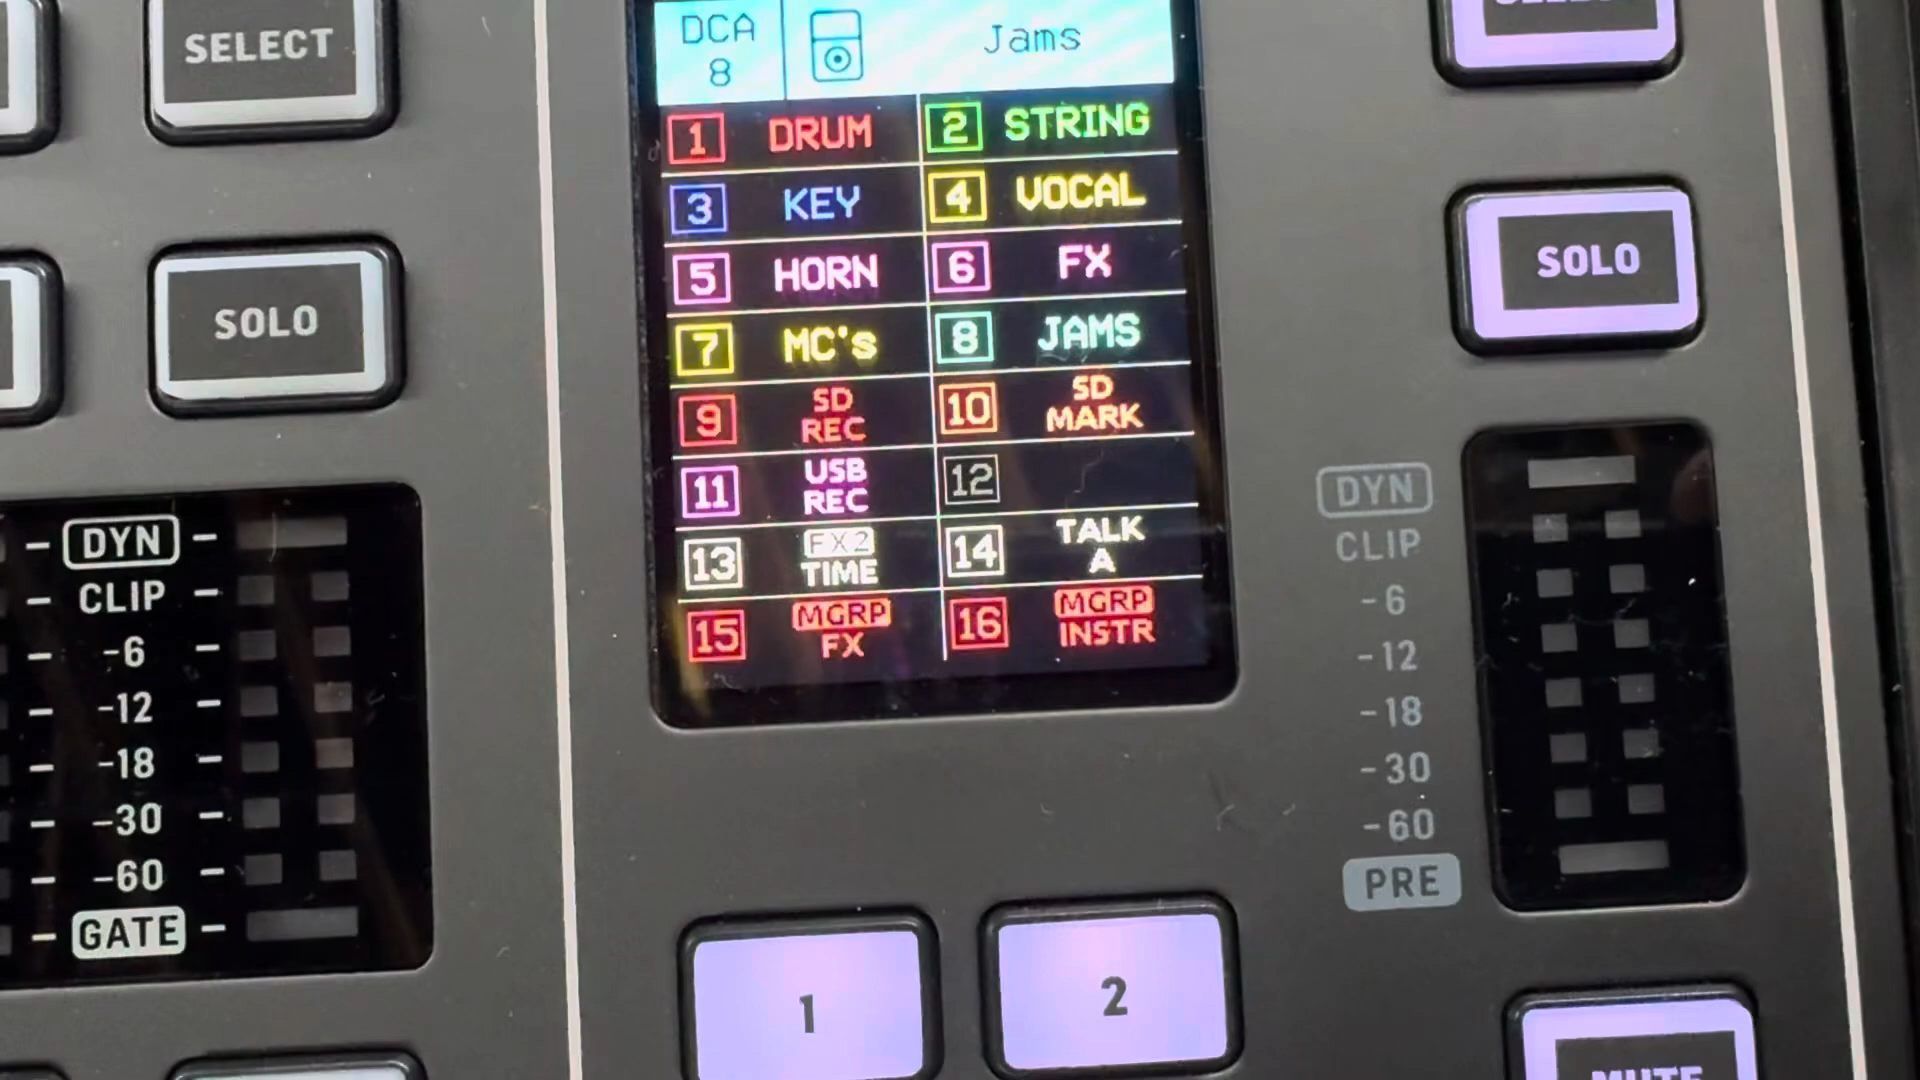 SELECT
SOLO
DYN
CLIP
-6
-12
-18
-30
-60
GATE
DCA
8
Jams
1 DRUM
2 STRING
3 KEY
4 VOCAL
5 HORN
6 FX
7 MC's
8 JAMS
9 SD
REC
10 SD
MARK
11 USB
REC
12
13 FX2
TIME
14 TALK
A
15 MGRP
FX
16 MGRP
INSTR
1
2
SOLO
DYN
CLIP
-6
-12
-18
-30
-60
PRE
MUTE